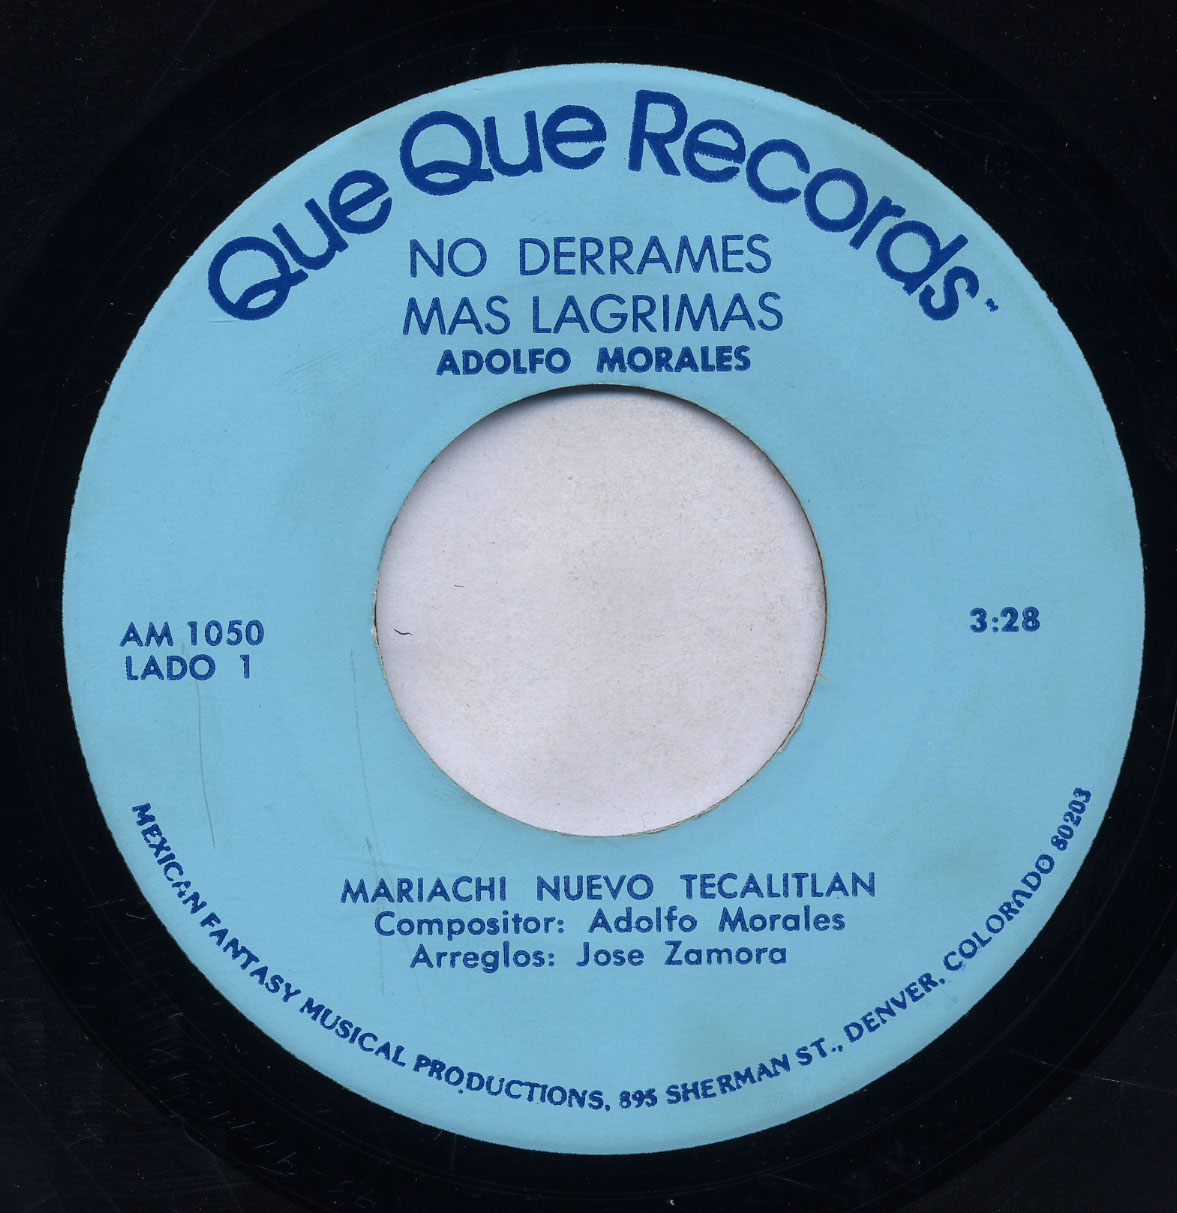 Que Que Records
NO DERRAMES
MAS LAGRIMAS
ADOLFO MORALES
AM 1050
LADO 1
3:28
MARIACHI NUEVO TECALITLAN
Compositor: Adolfo Morales
Arreglos: Jose Zamora
MEXICAN FANTASY MUSICAL PRODUCTIONS, 895 SHERMAN ST., DENVER, COLORADO 80203